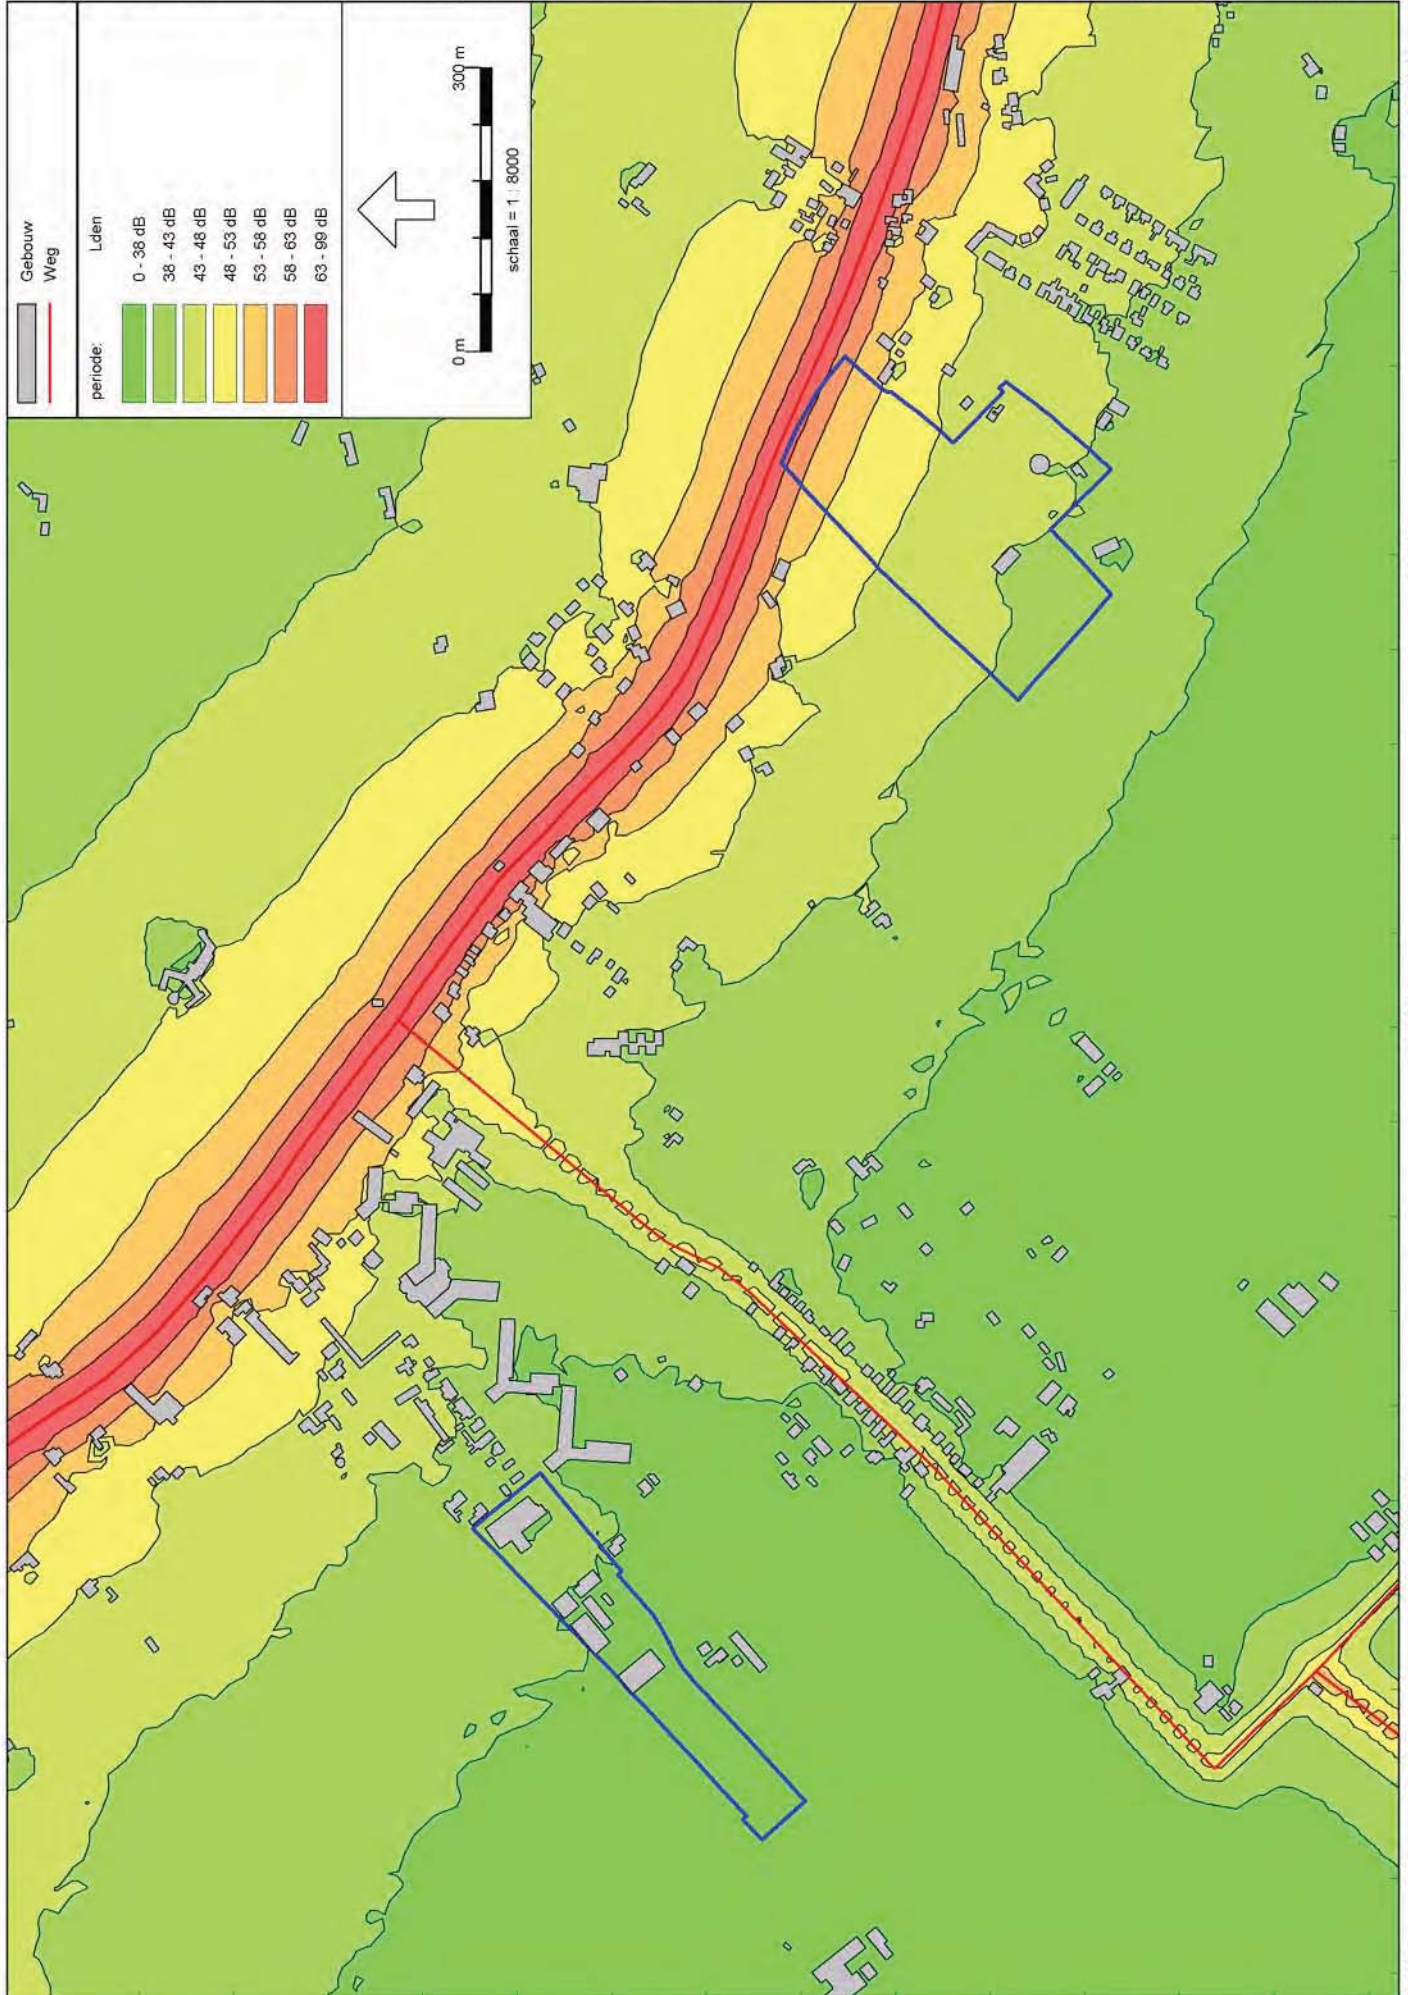 Gebouw
Weg
periode: Lden
0 - 38 dB
38 - 43 dB
43 - 48 dB
48 - 53 dB
53 - 58 dB
58 - 63 dB
63 - 99 dB
0 m 300 m
schaal = 1 : 8000